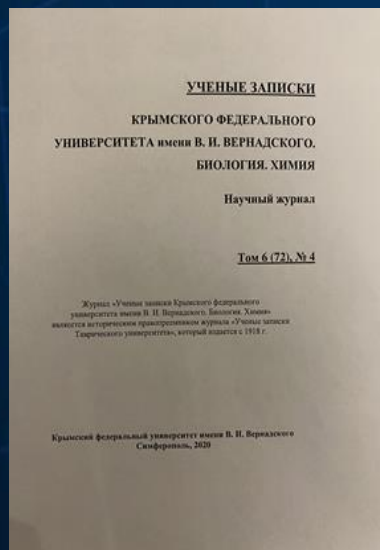 УЧЕНЫЕ ЗАПИСКИ
КРЫМСКОГО ФЕДЕРАЛЬНОГО
УНИВЕРСИТЕТА имени В. И. ВЕРНАДСКОГО.
БИОЛОГИЯ. ХИМИЯ
Научный журнал
Том 6 (72), № 4
Журнал «Ученые записки Крымского федерального
университета имени В. И. Вернадского. Биология. Химия»
является историческим правопреемником журнала «Ученые записки
Таврического университета», который издается с 1918 г.
Крымский федеральный университет имени В. И. Вернадского
Симферополь, 2020